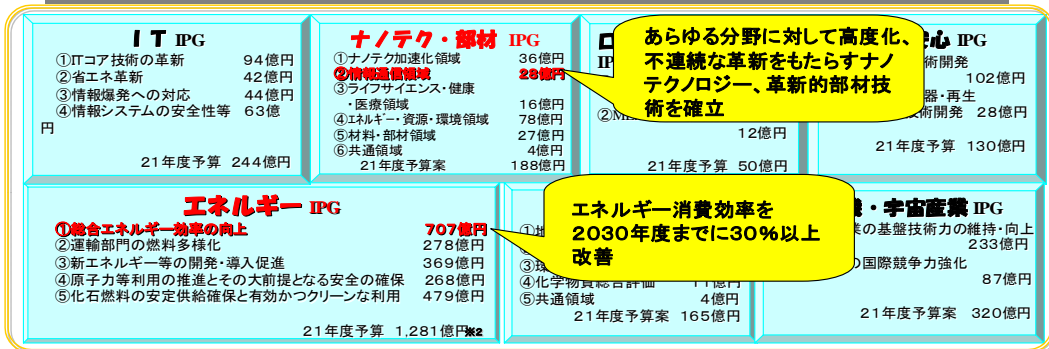 ＩＴ IPG
①ITコア技術の革新 94億円
②省エネ革新 42億円
③情報爆発への対応 44億円
④情報システムの安全性等 63億
円
21年度予算 244億円
ナノテク・部材 IPG
①ナノテク加速化領域 36億円
②情報通信領域 28億円
③ライフサイエンス・健康
・医療領域 16億円
④エネルギー・資源・環境領域 78億円
⑤材料・部材領域 27億円
⑥共通領域 4億円
21年度予算案 188億円
あらゆる分野に対して高度化、
不連続な革新をもたらすナノ
テクノロジー、革新的部材技
術を確立
12億円
21年度予算 50億円
心 IPG
術開発
102億円
器・再生
術開発 28億円
21年度予算 130億円
エネルギー IPG
①総合エネルギー効率の向上 707億円
②運輸部門の燃料多様化 278億円
③新エネルギー等の開発・導入促進 369億円
④原子力等利用の推進とその大前提となる安全の確保 268億円
⑤化石燃料の安定供給確保と有効かつクリーンな利用 479億円
21年度予算 1,281億円※2
エネルギー消費効率を
2030年度までに30%以上
改善
④化学物質総合評価 11億円
⑤共通領域 4億円
21年度予算案 165億円
・宇宙産業 IPG
業の基盤技術力の維持・向上
233億円
の国際競争力強化
87億円
21年度予算案 320億円